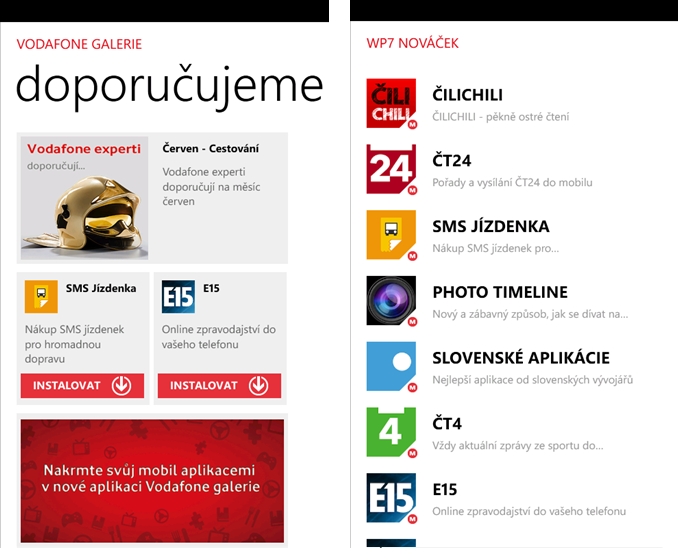 VODAFONE GALERIE
doporučujeme
Vodafone experti
doporučují...
Červen - Cestování
Vodafone experti
doporučují na měsíc
červen
SMS Jízdenka
Nákup SMS jízdenek
pro hromadnou
dopravu
INSTALOVAT
E15
E15
Online zpravodajství do
vašeho telefonu
INSTALOVAT
Nakrmte svůj mobil aplikacemi
v nové aplikaci Vodafone galerie
WP7 NOVÁČEK
ČILI
CHILI
M
ČILICHILI
ČILICHILI - pěkně ostré čtení
24
M
ČT24
Pořady a vysílání ČT24 do mobilu
M
SMS JÍZDENKA
Nákup SMS jízdenek pro...
M
PHOTO TIMELINE
Nový a zábavný způsob, jak se dívat na...
M
SLOVENSKÉ APLIKÁCIE
Nejlepší aplikace od slovenských vývojářů
4
M
ČT4
Vždy aktuální zprávy ze sportu do...
E15
M
E15
Online zpravodajství do vašeho telefonu